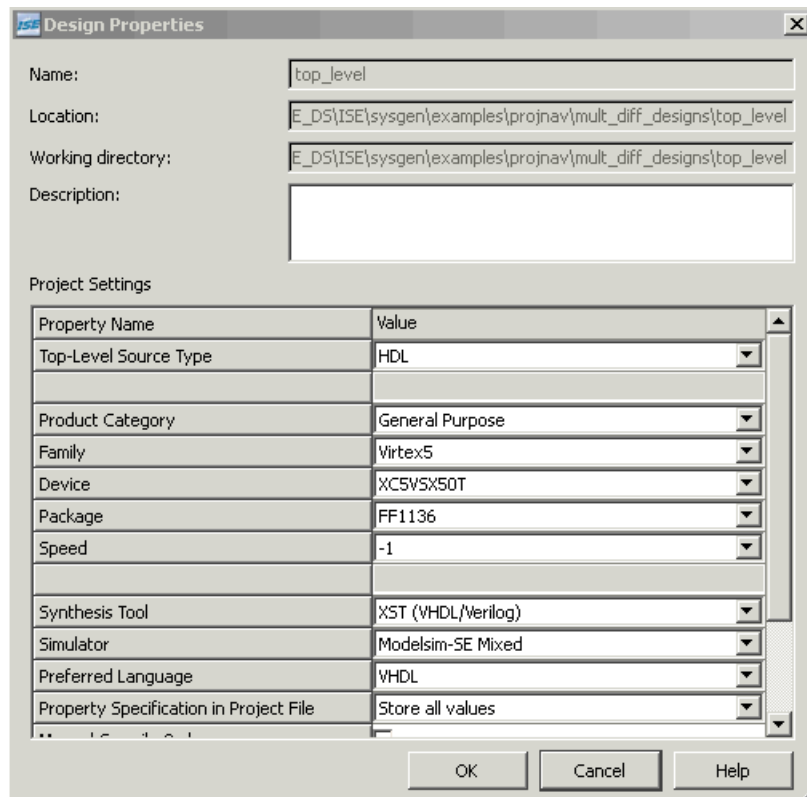 ISE Design Properties
Name: top_level
Location: E_DS\ISE\sysgen\examples\projnav\mult_diff_designs\top_level
Working directory: E_DS\ISE\sysgen\examples\projnav\mult_diff_designs\top_level
Description:
Project Settings
Property Name Value
Top-Level Source Type HDL
Product Category General Purpose
Family Virtex5
Device XC5VSX50T
Package FF1136
Speed -1
Synthesis Tool XST (VHDL/Verilog)
Simulator Modelsim-SE Mixed
Preferred Language VHDL
Property Specification in Project File Store all values
OK Cancel Help